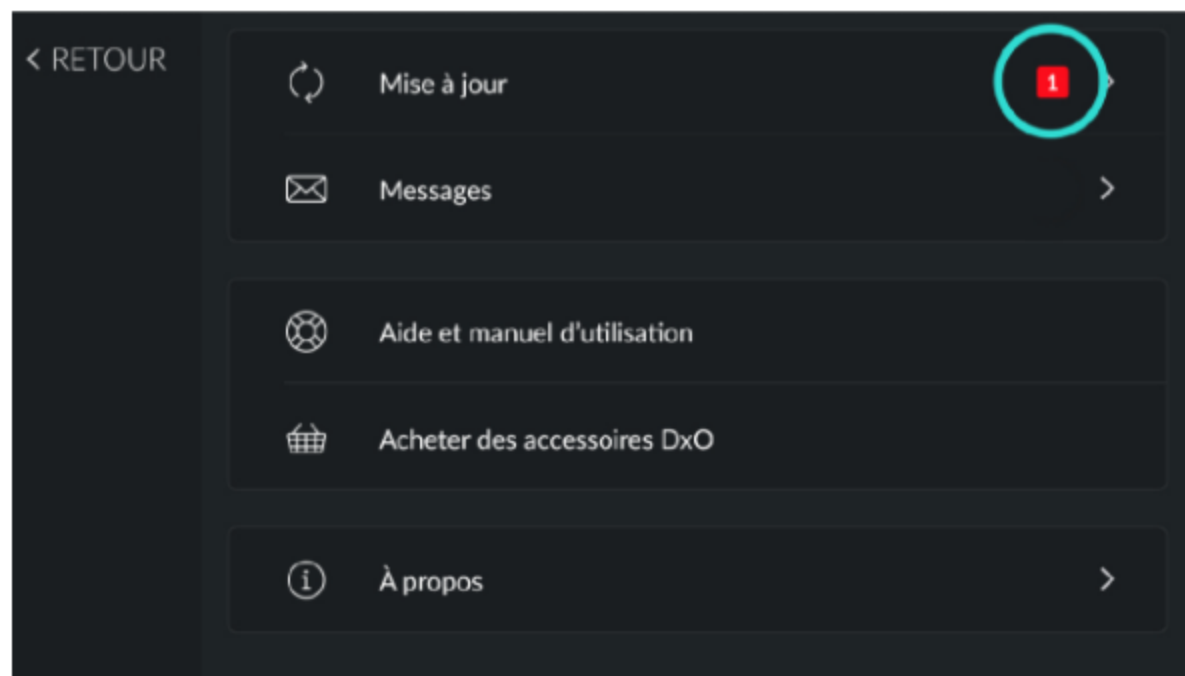 < RETOUR
Mise à jour
1
Messages
Aide et manuel d'utilisation
Acheter des accessoires DxO
À propos